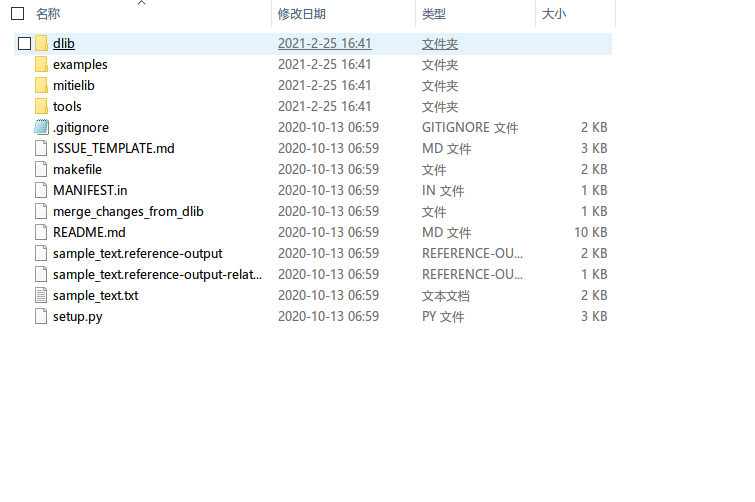 名称 修改日期 类型 大小
dlib 2021-2-25 16:41 文件夹
examples 2021-2-25 16:41 文件夹
mitielib 2021-2-25 16:41 文件夹
tools 2021-2-25 16:41 文件夹
.gitignore 2020-10-13 06:59 GITIGNORE 文件 2 KB
ISSUE_TEMPLATE.md 2020-10-13 06:59 MD 文件 3 KB
makefile 2020-10-13 06:59 文件 2 KB
MANIFEST.in 2020-10-13 06:59 IN 文件 1 KB
merge_changes_from_dlib 2020-10-13 06:59 文件 1 KB
README.md 2020-10-13 06:59 MD 文件 10 KB
sample_text.reference-output 2020-10-13 06:59 REFERENCE-OU... 2 KB
sample_text.reference-output-relat... 2020-10-13 06:59 REFERENCE-OU... 1 KB
sample_text.txt 2020-10-13 06:59 文本文档 2 KB
setup.py 2020-10-13 06:59 PY 文件 3 KB